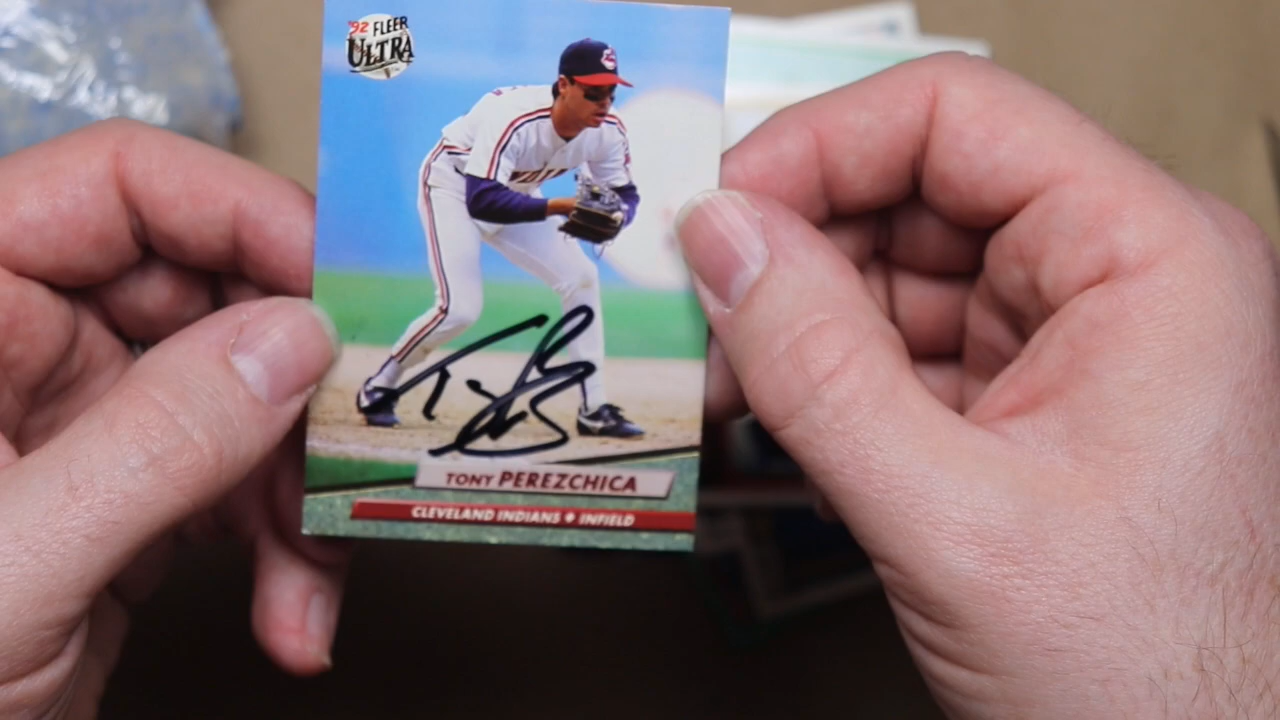 '92 FLEER
ULTRA
TONY PEREZCHICA
CLEVELAND INDIANS INFIELD